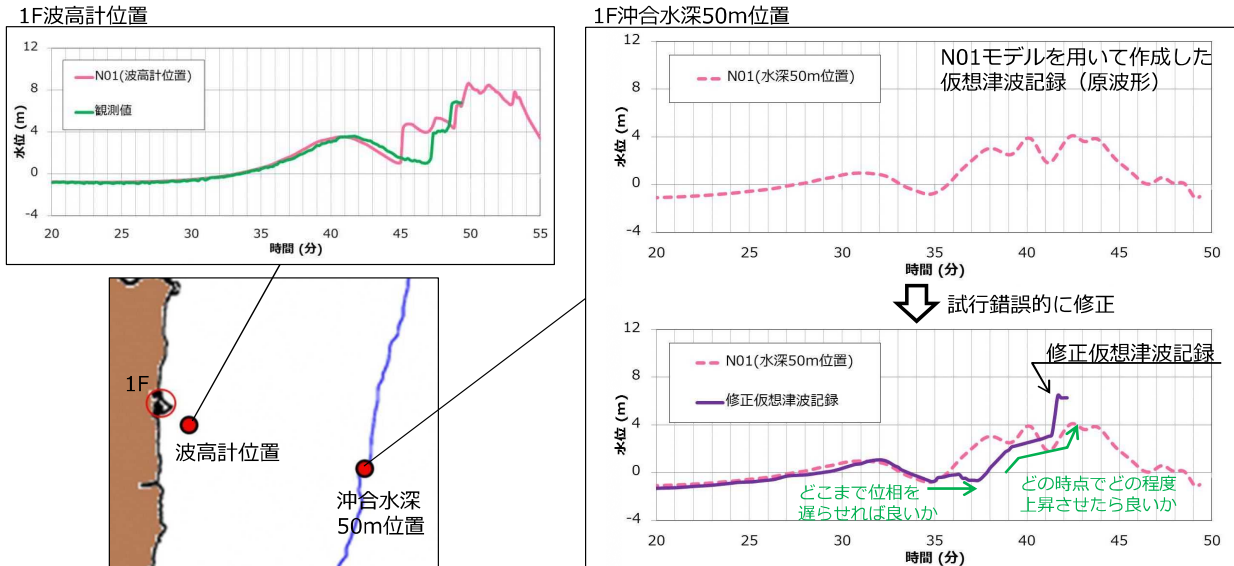 1F波高計位置
12
8
4
0
-4
水位 (m)
N01(波高計位置)
観測値
20 25 30 35 40 45 50 55
時間 (分)
1F
波高計位置
沖合水深
50m位置
1F沖合水深50m位置
12
8
4
0
-4
水位 (m)
N01(水深50m位置)
N01モデルを用いて作成した
仮想津波記録（原波形）
20 25 30 35 40 45 50
時間 (分)
試行錯誤的に修正
12
8
4
0
-4
水位 (m)
N01(水深50m位置)
修正仮想津波記録
修正仮想津波記録
どこまで位相を
遅らせれば良いか
どの時点でどの程度
上昇させたら良いか
20 25 30 35 40 45 50
時間 (分)